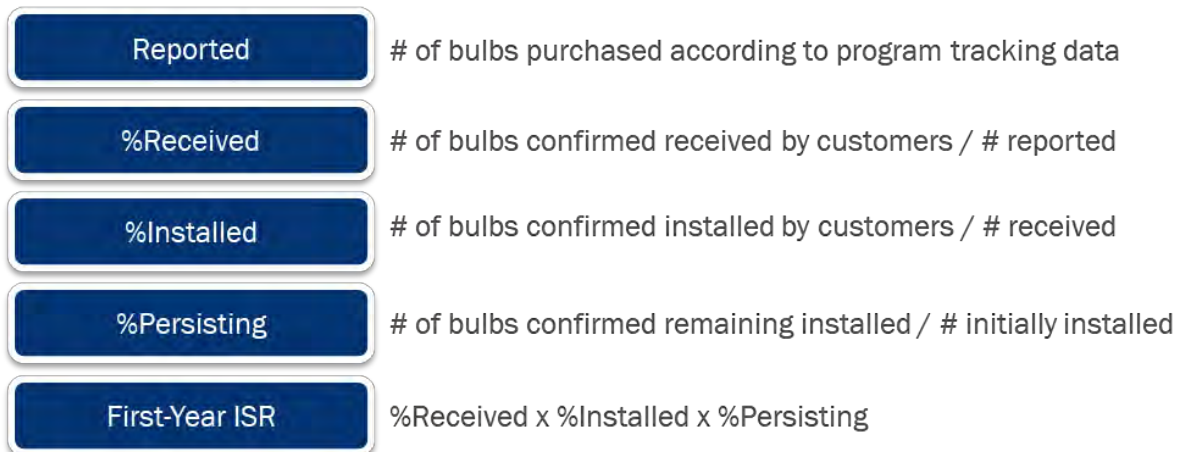 Reported # of bulbs purchased according to program tracking data
%Received # of bulbs confirmed received by customers / # reported
%Installed # of bulbs confirmed installed by customers / # received
%Persisting # of bulbs confirmed remaining installed / # initially installed
First-Year ISR %Received x %Installed x %Persisting